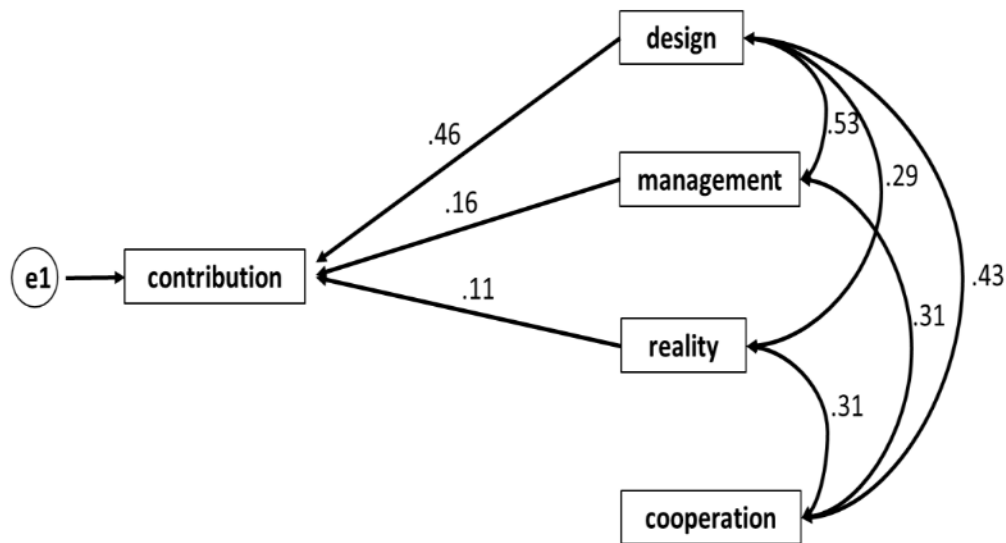 design
.53
.46
.29
management
.16
e1
contribution
.43
.11
.31
reality
.31
cooperation